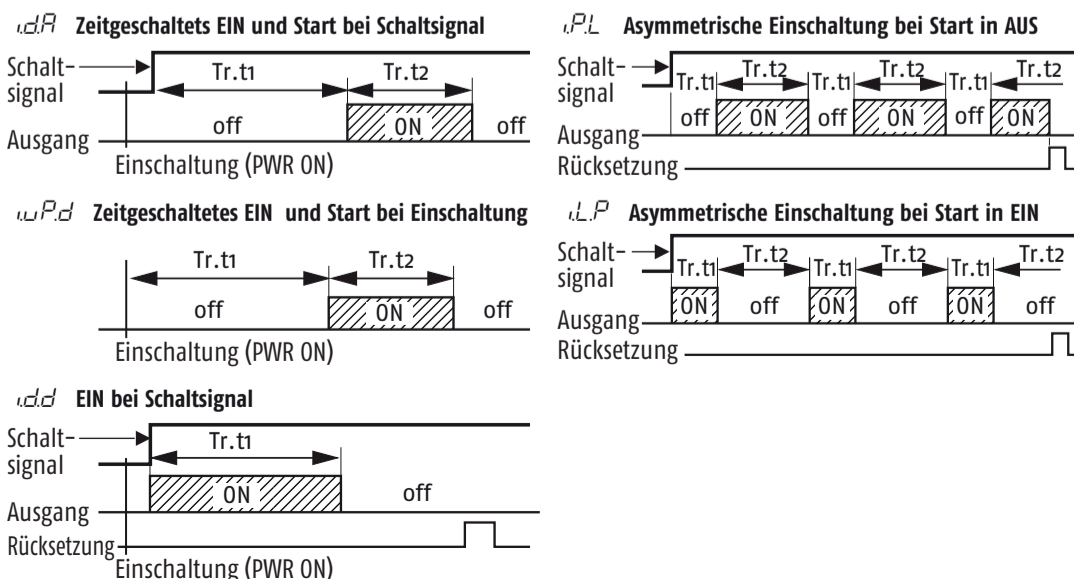 i.d.A Zeitgeschaltets EIN und Start bei Schaltsignal
Schalt-
signal
Tr.t1 Tr.t2
off ON off
Ausgang
Einschaltung (PWR ON)
i.u.P.d Zeitgeschaltetes EIN und Start bei Einschaltung
Tr.t1 Tr.t2
off ON off
Einschaltung (PWR ON)
i.d.d EIN bei Schaltsignal
Schalt-
signal
Tr.t1
ON off
Ausgang
Rücksetzung
Einschaltung (PWR ON)
i.P.L Asymmetrische Einschaltung bei Start in AUS
Schalt-
signal
Tr.t1 Tr.t2 Tr.t1 Tr.t2 Tr.t1 Tr.t2
off ON off ON off ON
Ausgang
Rücksetzung
i.L.P Asymmetrische Einschaltung bei Start in EIN
Schalt-
signal
Tr.t1 Tr.t2 Tr.t1 Tr.t2 Tr.t1 Tr.t2
ON off ON off ON off
Ausgang
Rücksetzung